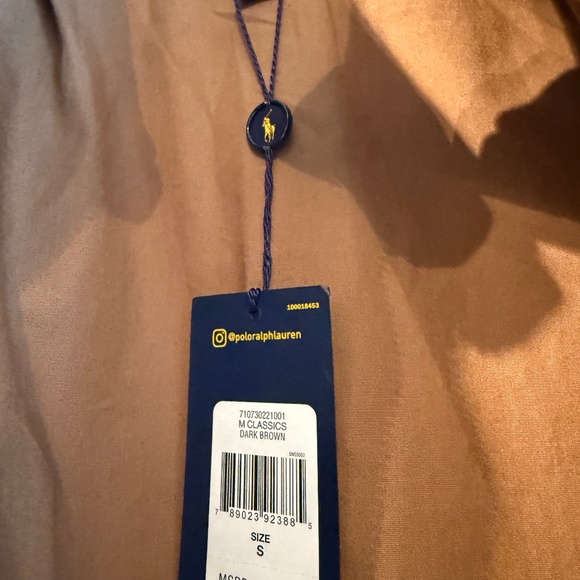 100018453
@poloralphlauren
710730221001
M CLASSICS
DARK BROWN
7 89023 92388 5
SIZE
S